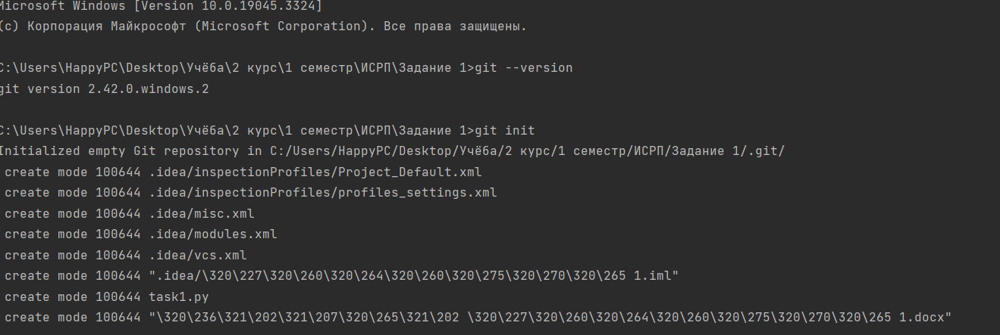 Microsoft Windows [Version 10.0.19045.3324]
(c) Корпорация Майкрософт (Microsoft Corporation). Все права защищены.
C:\Users\HappyPC\Desktop\Учёба\2 курс\1 семестр\ИСРП\Задание 1>git --version
git version 2.42.0.windows.2
C:\Users\HappyPC\Desktop\Учёба\2 курс\1 семестр\ИСРП\Задание 1>git init
Initialized empty Git repository in C:/Users/HappyPC/Desktop/Учёба/2 курс/1 семестр/ИСРП/Задание 1/.git/
create mode 100644 .idea/inspectionProfiles/Project_Default.xml
create mode 100644 .idea/inspectionProfiles/profiles_settings.xml
create mode 100644 .idea/misc.xml
create mode 100644 .idea/modules.xml
create mode 100644 .idea/vcs.xml
create mode 100644 ".idea/\320\227\320\260\320\264\320\260\320\275\320\270\320\265 1.iml"
create mode 100644 task1.py
create mode 100644 "\320\236\321\202\321\207\320\265\321\202 \320\227\320\260\320\264\320\260\320\275\320\270\320\265 1.docx"